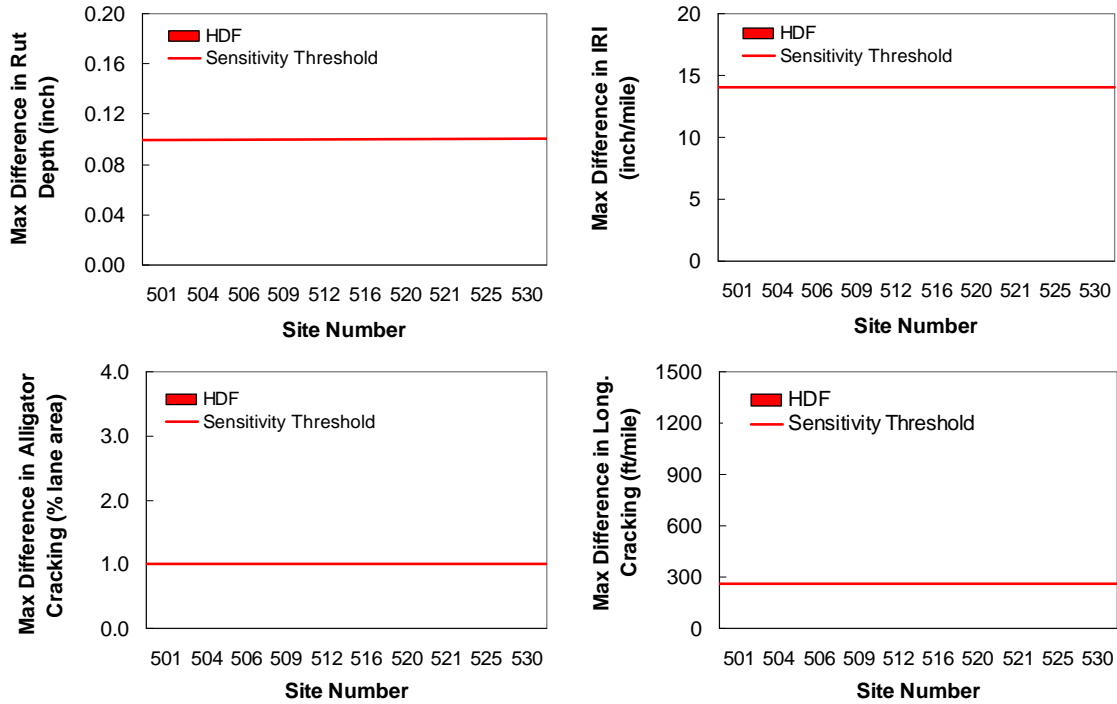 Max Difference in Rut
Depth (inch)
0.20
0.16
0.12
0.08
0.04
0.00
HDF
Sensitivity Threshold
501 504 506 509 512 516 520 521 525 530
Site Number
Max Difference in IRI
(inch/mile)
20
15
10
5
0
HDF
Sensitivity Threshold
501 504 506 509 512 516 520 521 525 530
Site Number
Max Difference in Alligator
Cracking (% lane area)
4.0
3.0
2.0
1.0
0.0
HDF
Sensitivity Threshold
501 504 506 509 512 516 520 521 525 530
Site Number
Max Difference in Long.
Cracking (ft/mile)
1500
1200
900
600
300
0
HDF
Sensitivity Threshold
501 504 506 509 512 516 520 521 525 530
Site Number